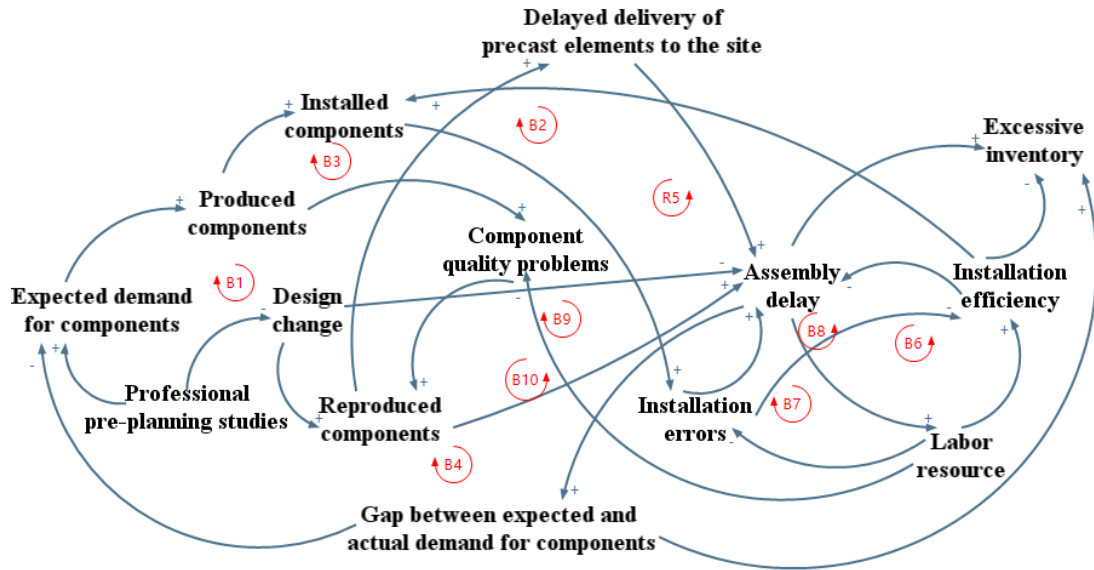 Delayed delivery of
precast elements to the site
+
+
Installed
components
+
B2
Excessive
inventory
+
B3
-
+
R5
+
Produced
components
+
Component
quality problems
+
-
Assembly
delay
+
-
Installation
efficiency
-
B1
Expected demand
for components
-
Design
change
-
B9
+
B8
B6
+
-
+
Professional
pre-planning studies
+
Reproduced
components
+
B10
+
Installation
errors
-
B7
+
Labor
resource
B4
+
Gap between expected and
actual demand for components